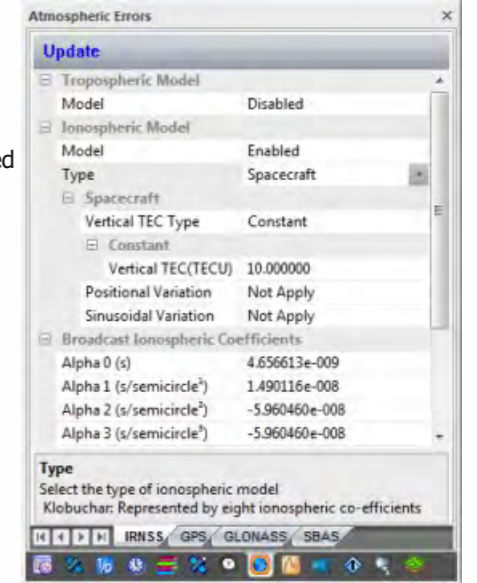 Atmospheric Errors
Update
Tropospheric Model
Model Disabled
ed
Ionospheric Model
Model Enabled
Type Spacecraft
Spacecraft
Vertical TEC Type Constant
Constant
Vertical TEC(TECU) 10.000000
Positional Variation Not Apply
Sinusoidal Variation Not Apply
Broadcast Ionospheric Coefficients
Alpha 0 (s) 4.656613e-009
Alpha 1 (s/semicircle¹) 1.490116e-008
Alpha 2 (s/semicircle²) -5.960460e-008
Alpha 3 (s/semicircle³) -5.960460e-008
Type
Select the type of ionospheric model
Klobuchar: Represented by eight ionospheric co-efficients
IRNSS GPS GLONASS SBAS